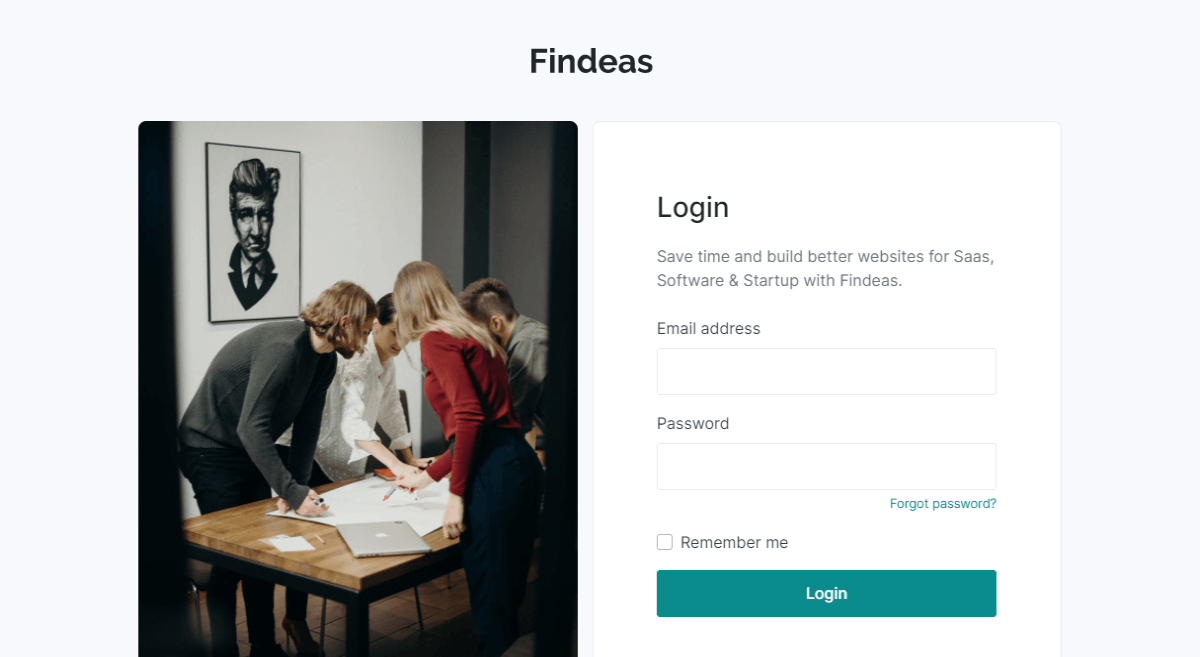 Findeas
Login
Save time and build better websites for Saas,
Software & Startup with Findeas.
Email address
Password
Forgot password?
Remember me
Login